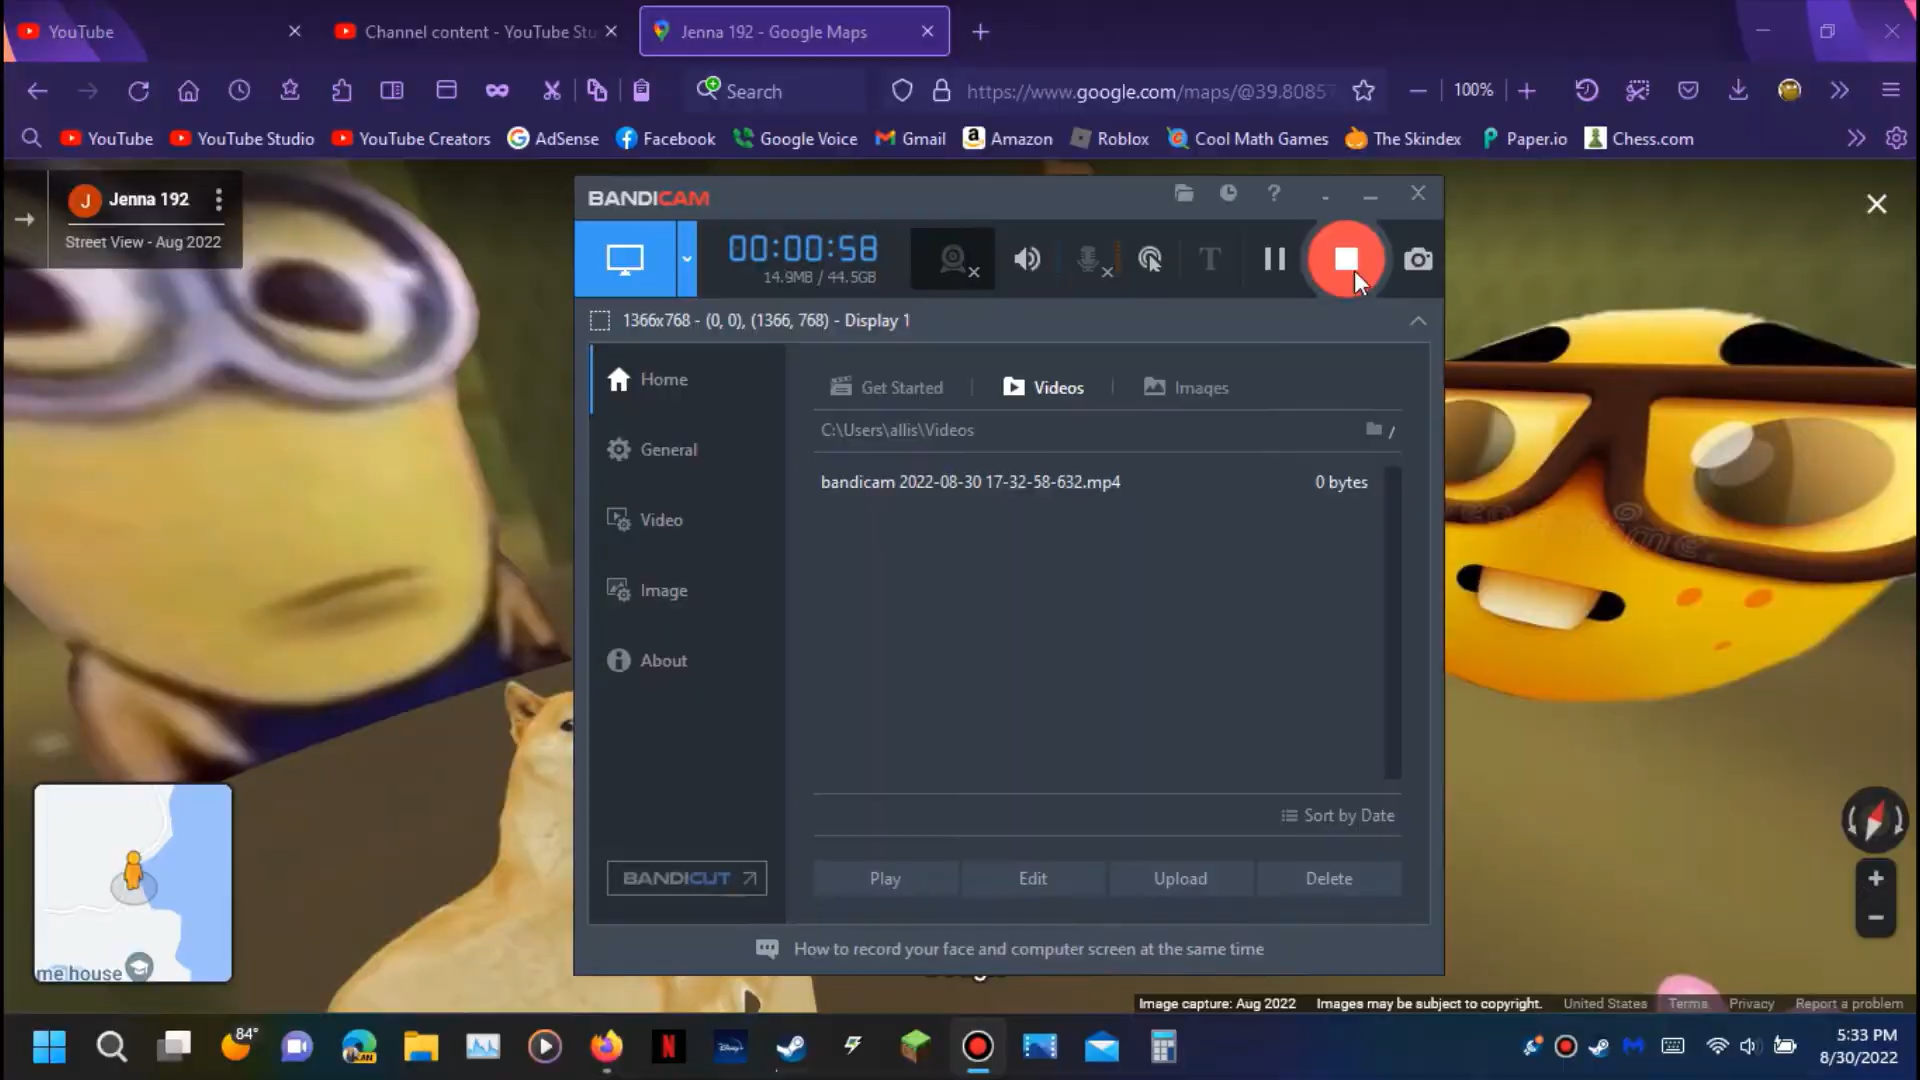 YouTube
Channel content - YouTube Stu
Jenna 192 - Google Maps
Search
https://www.google.com/maps/@39.80857
100%
YouTube
YouTube Studio
YouTube Creators
AdSense
Facebook
Google Voice
Gmail
Amazon
Roblox
Cool Math Games
The Skindex
Paper.io
Chess.com
J
Jenna 192
Street View - Aug 2022
BANDICAM
00:00:58
14.9MB / 44.5GB
T
1366x768 - (0, 0), (1366, 768) - Display 1
Home
General
Video
Image
About
Get Started
Videos
Images
C:\Users\allis\Videos
bandicam 2022-08-30 17-32-58-632.mp4
0 bytes
Sort by Date
BANDICUT
Play
Edit
Upload
Delete
How to record your face and computer screen at the same time
me house
Image capture: Aug 2022
Images may be subject to copyright.
United States
Terms
Privacy
Report a problem
84°
CAN
N
Disney+
5:33 PM
8/30/2022